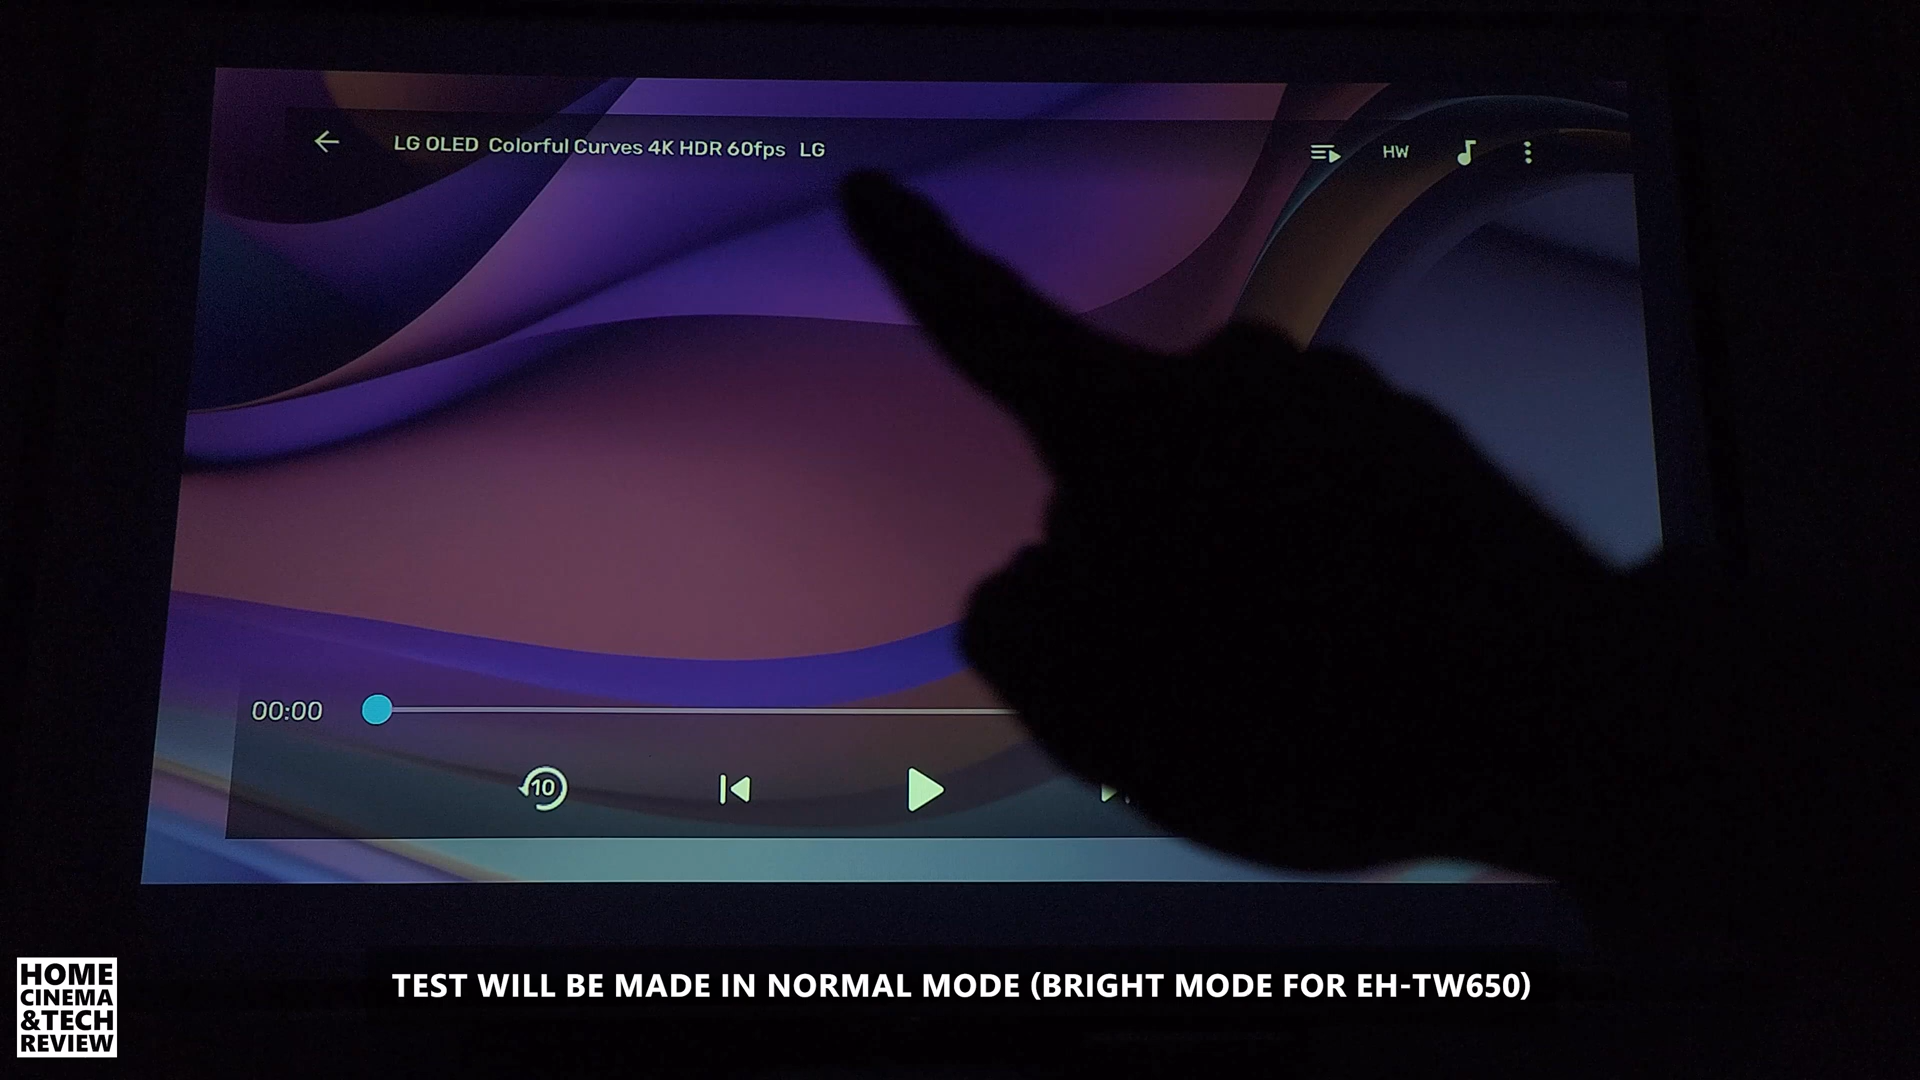 LG OLED  Colorful Curves 4K HDR 60fps  LG
HW
00:00
10
TEST WILL BE MADE IN NORMAL MODE (BRIGHT MODE FOR EH-TW650)
HOME
CINEMA
&TECH
REVIEW